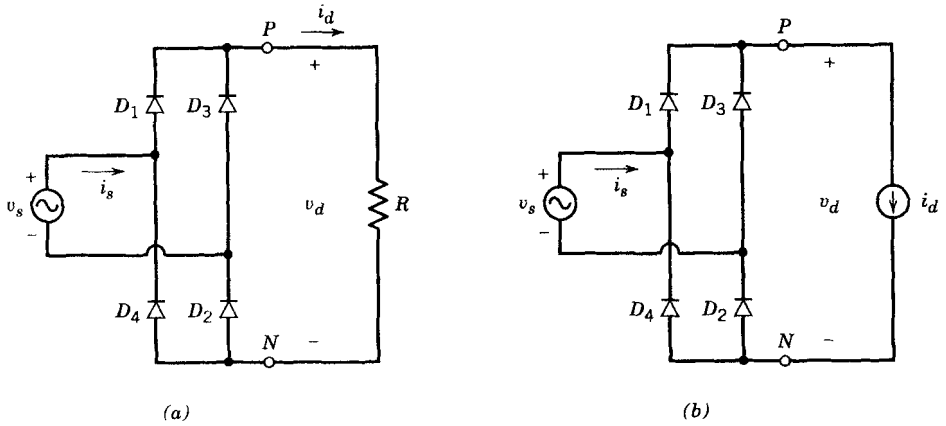 P
i_d
+
D_1
D_3
+
i_s
v_s
−
v_d
R
D_4
D_2
N
−
(a)
P
+
D_1
D_3
+
i_s
v_s
−
v_d
i_d
D_4
D_2
N
−
(b)